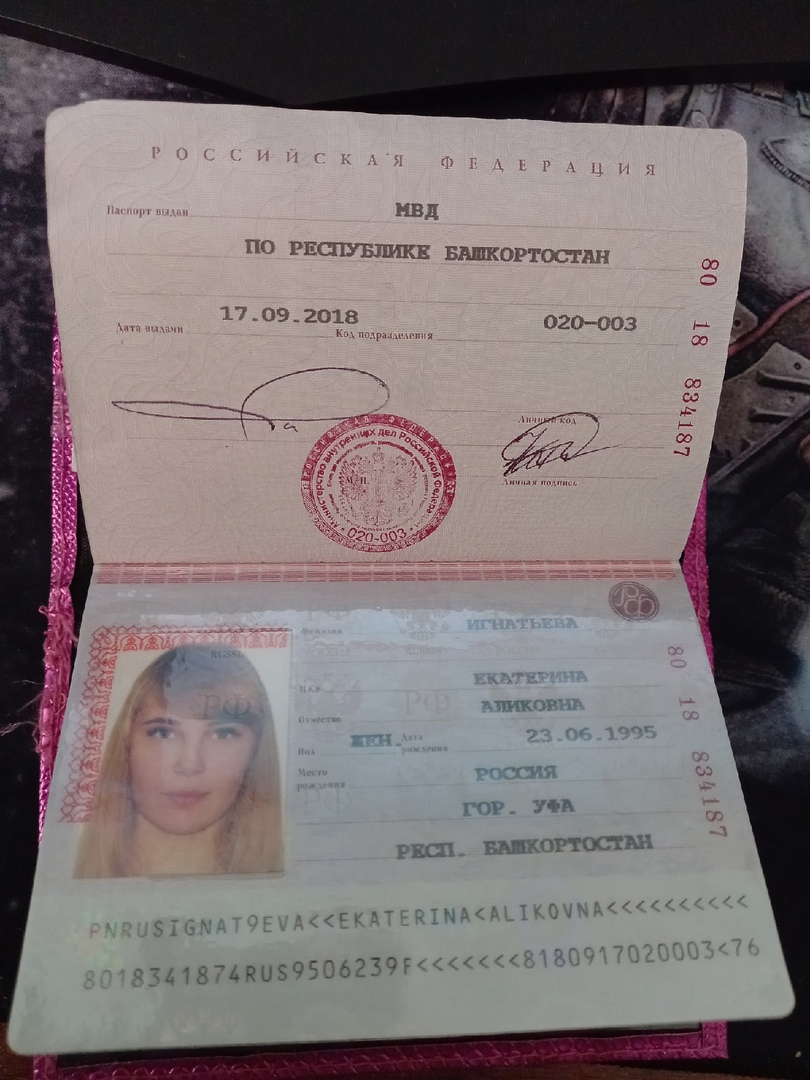 РОССИЙСКАЯ ФЕДЕРАЦИЯ
Паспорт выдан МВД
ПО РЕСПУБЛИКЕ БАШКОРТОСТАН
Дата выдачи 17.09.2018 Код подразделения 020-003
Личный код
Личная подпись
М.П.
Министерство внутренних дел Российской Федерации
020-003
80 18 834187
РФ
Фамилия ИГНАТЬЕВА
Имя ЕКАТЕРИНА
Отчество АЛИКОВНА
Пол ЖЕН. Дата рождения 23.06.1995
Место рождения РОССИЯ
ГОР. УФА
РЕСП. БАШКОРТОСТАН
80 18 834187
PNRUSIGNAT9EVA<<EKATERINA<ALIKOVNA<<<<<<<<<<
8018341874RUS9506239F<<<<<<<8180917020003<76